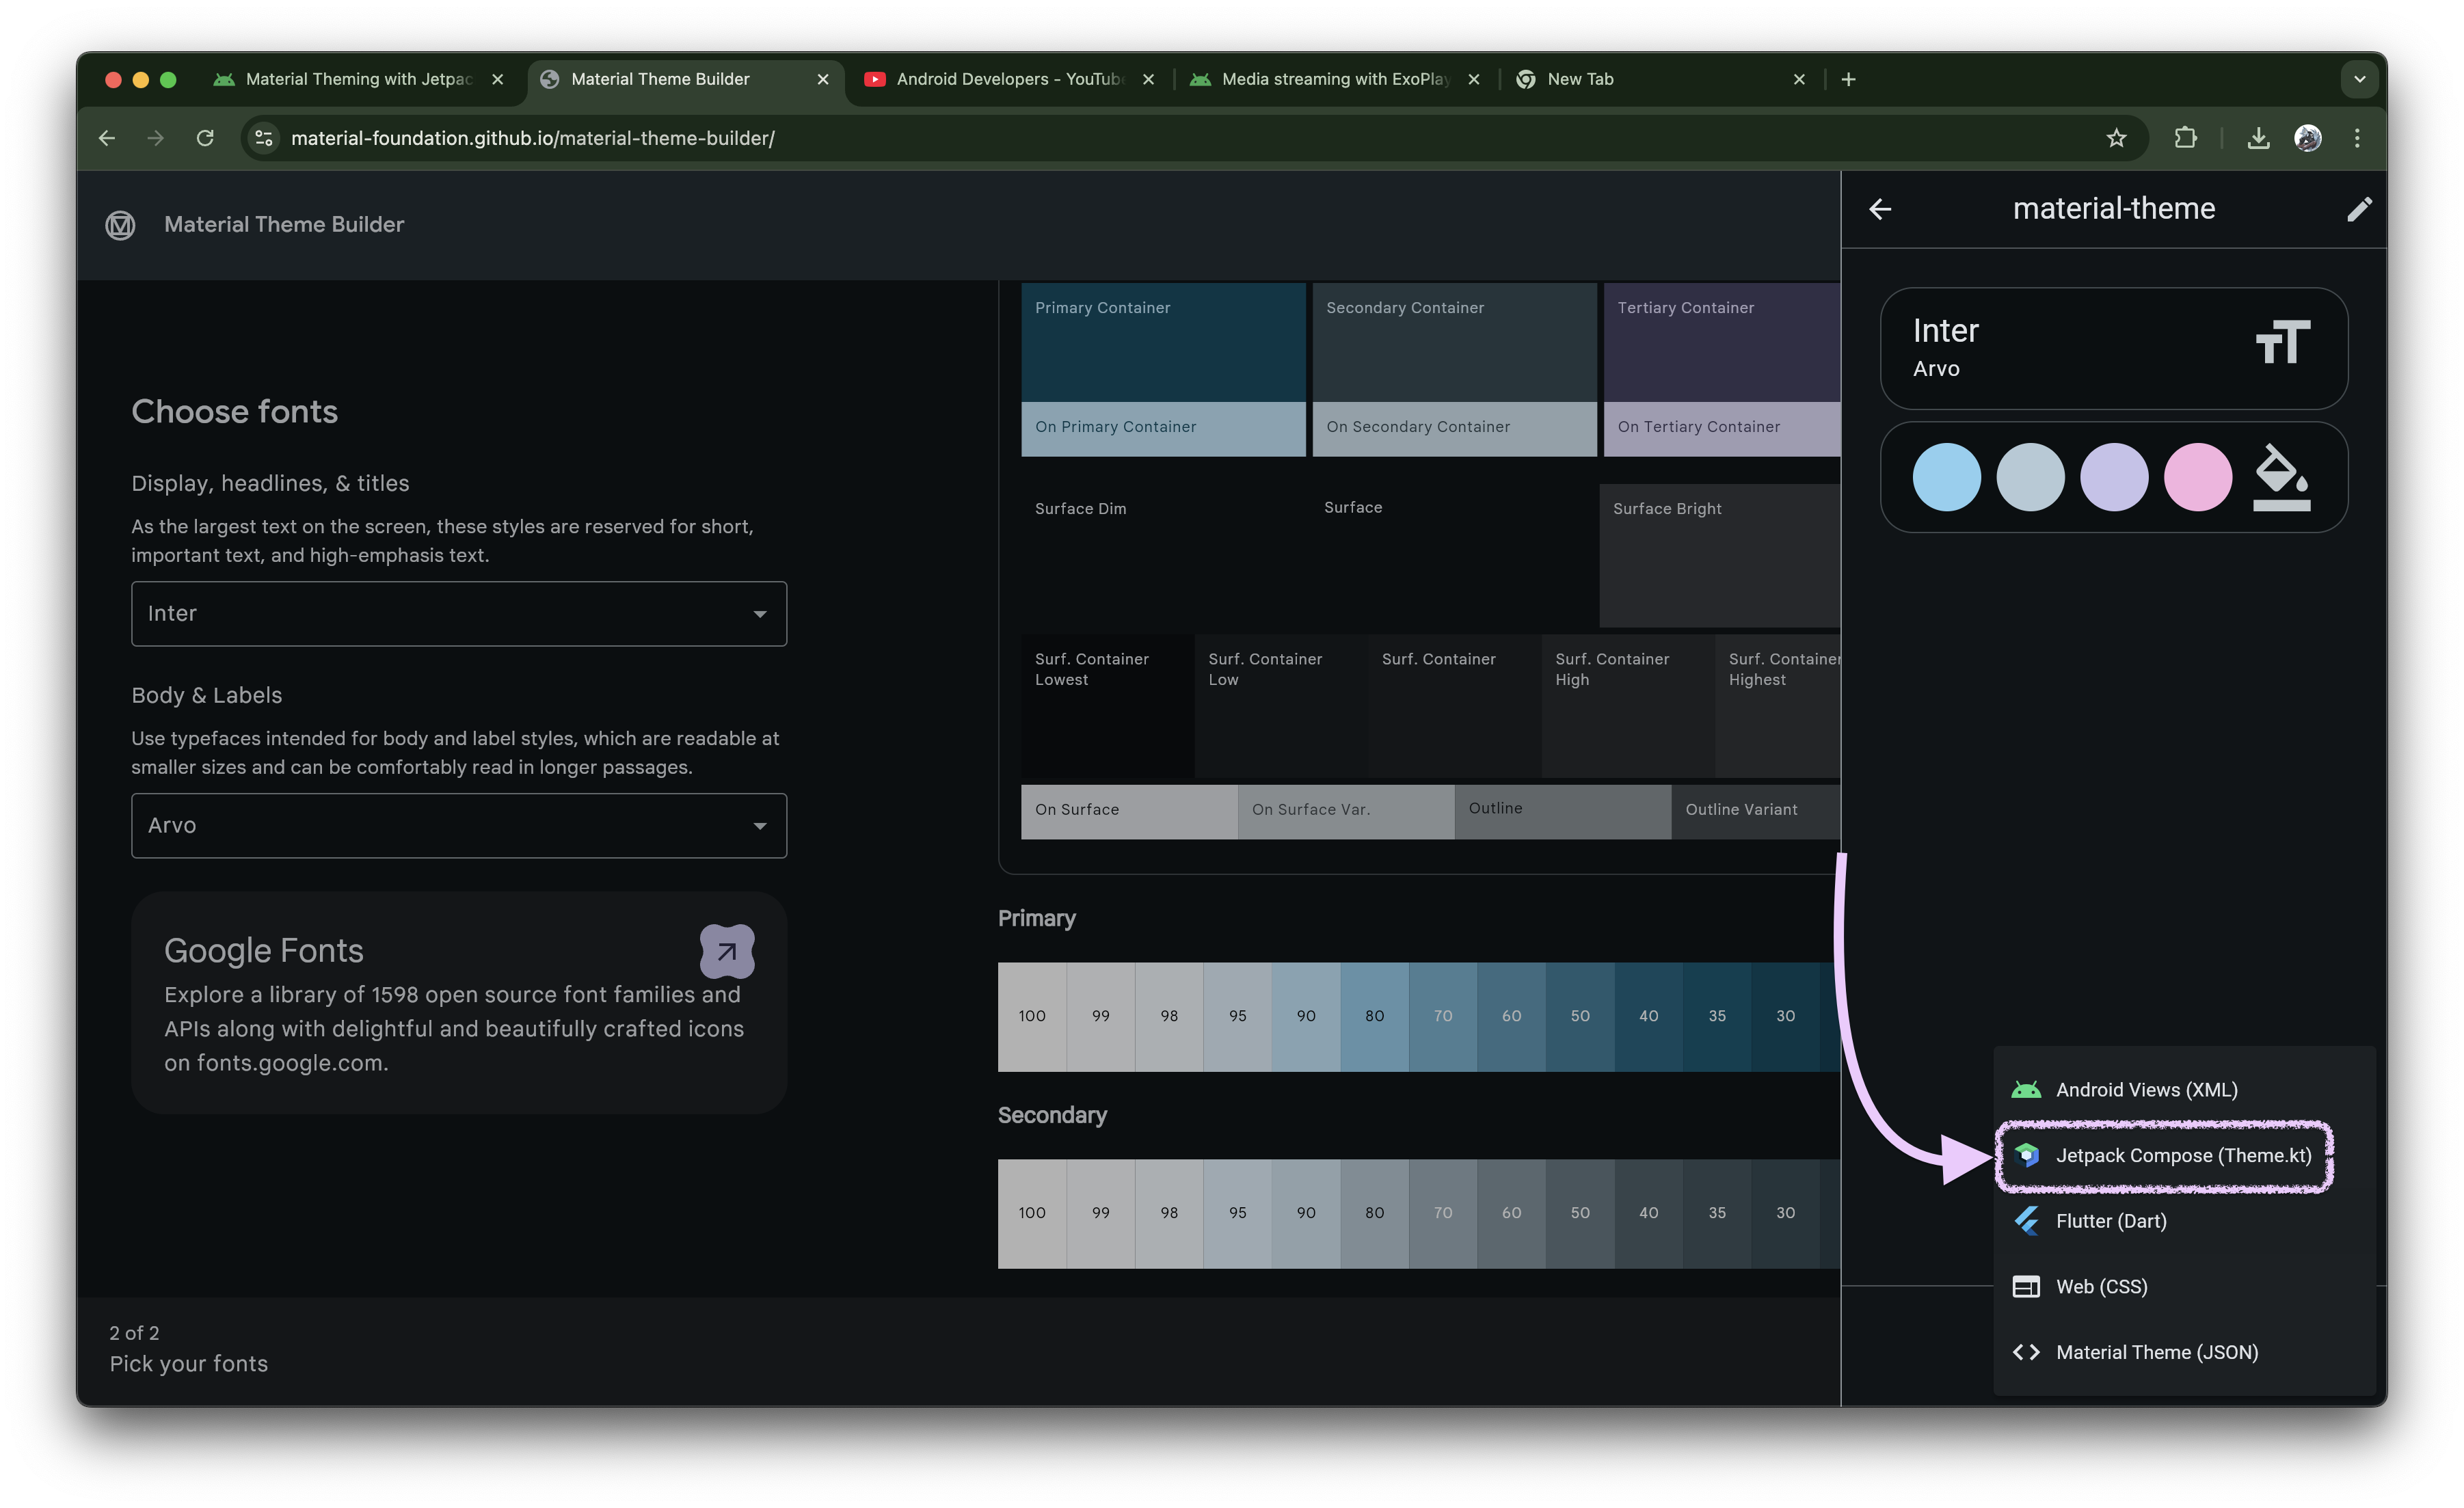 Material Theming with Jetpac
Material Theme Builder
Android Developers - YouTube
Media streaming with ExoPlay
New Tab
material-foundation.github.io/material-theme-builder/
Material Theme Builder
Choose fonts
Display, headlines, & titles
As the largest text on the screen, these styles are reserved for short,
important text, and high-emphasis text.
Inter
Body & Labels
Use typefaces intended for body and label styles, which are readable at
smaller sizes and can be comfortably read in longer passages.
Arvo
Google Fonts
Explore a library of 1598 open source font families and
APIs along with delightful and beautifully crafted icons
on fonts.google.com.
2 of 2
Pick your fonts
Primary Container
Secondary Container
Tertiary Container
On Primary Container
On Secondary Container
On Tertiary Container
Surface Dim
Surface
Surface Bright
Surf. Container
Lowest
Surf. Container
Low
Surf. Container
Surf. Container
High
Surf. Container
Highest
On Surface
On Surface Var.
Outline
Outline Variant
Primary
100 99 98 95 90 80 70 60 50 40 35 30
Secondary
100 99 98 95 90 80 70 60 50 40 35 30
material-theme
Inter
Arvo
Android Views (XML)
Jetpack Compose (Theme.kt)
Flutter (Dart)
Web (CSS)
Material Theme (JSON)